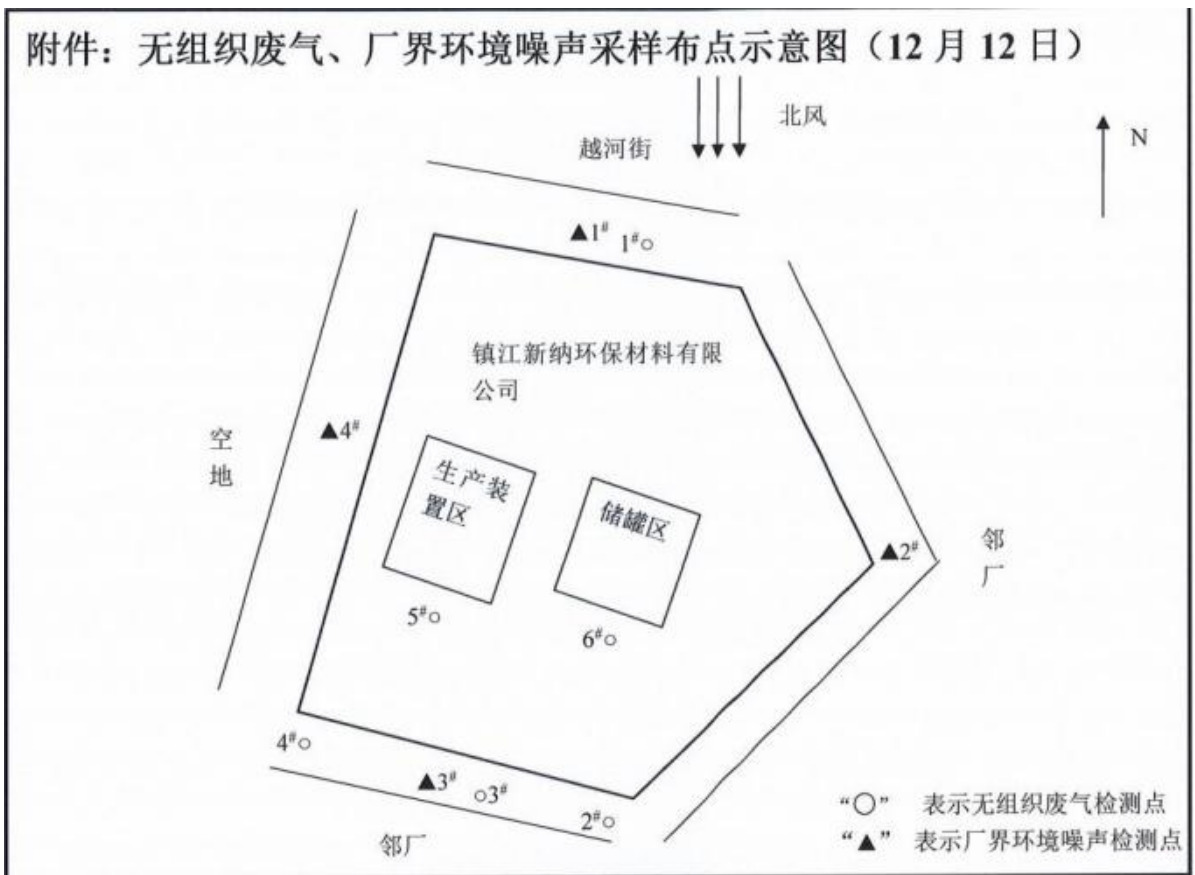 附件：无组织废气、厂界环境噪声采样布点示意图（12 月 12 日）
北风
越河街
N
▲1# 1#○
镇江新纳环保材料有限
公司
▲4#
空
地
生产装
置区
储罐区
▲2#
邻
厂
5#○
6#○
4#○
▲3# ○3#
2#○
邻厂
“○” 表示无组织废气检测点
“▲” 表示厂界环境噪声检测点